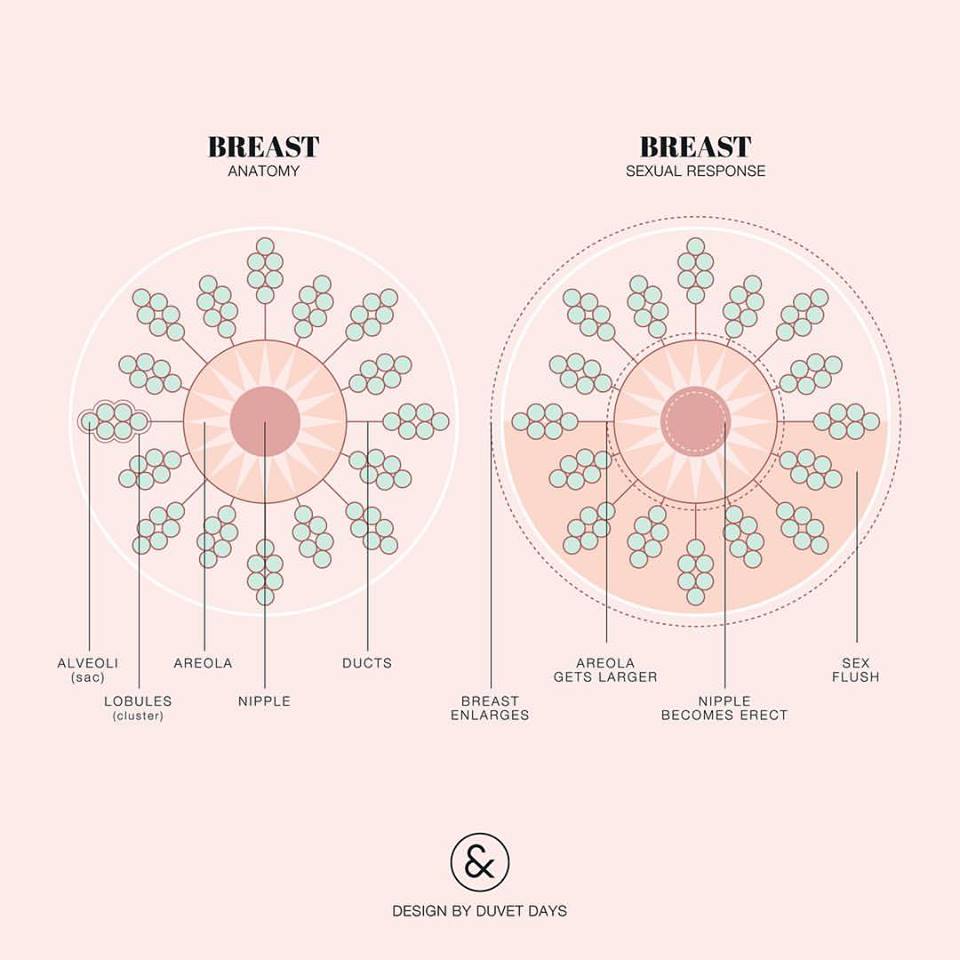 BREAST
ANATOMY
ALVEOLI
(sac)
LOBULES
(cluster)
AREOLA
NIPPLE
DUCTS
BREAST
SEXUAL RESPONSE
BREAST
ENLARGES
AREOLA
GETS LARGER
NIPPLE
BECOMES ERECT
SEX
FLUSH
&
DESIGN BY DUVET DAYS